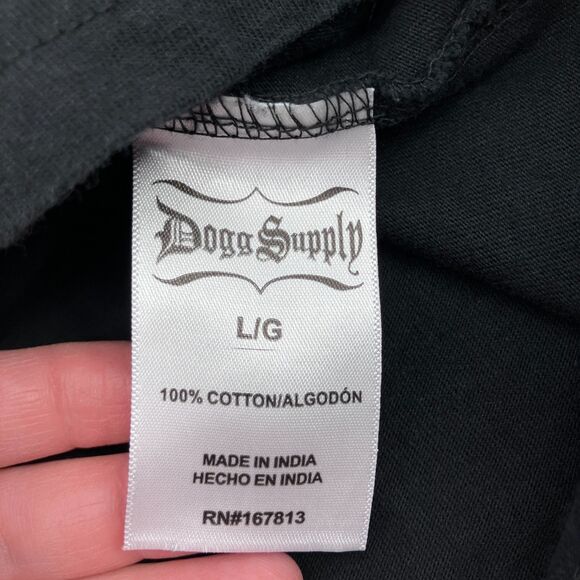 Dogg Supply
L/G
100% COTTON/ALGODÓN
MADE IN INDIA
HECHO EN INDIA
RN#167813